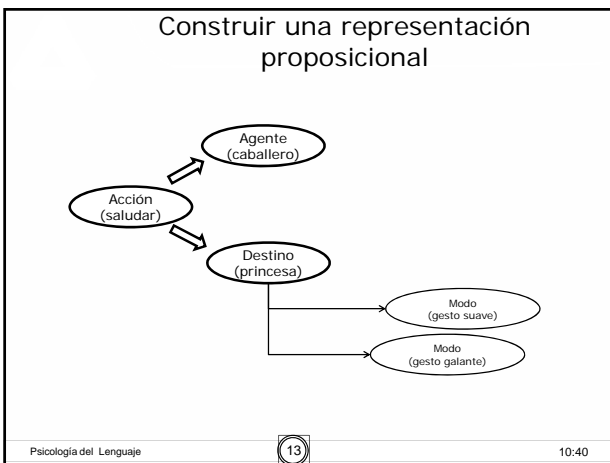 Construir una representación
proposicional
Agente
(caballero)
Acción
(saludar)
Destino
(princesa)
Modo
(gesto suave)
Modo
(gesto galante)
Psicología del Lenguaje
13
10:40